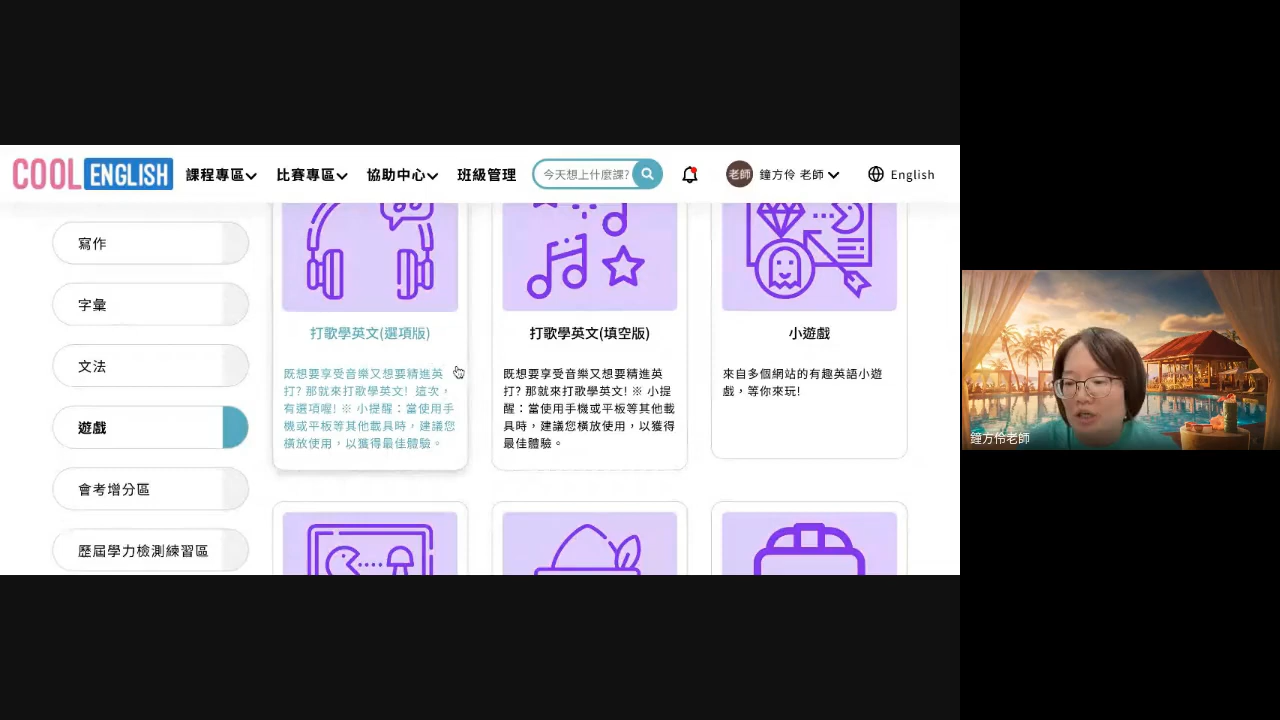 COOL ENGLISH 課程專區 比賽專區 協助中心 班級管理 今天想上什麼課? 老師 鐘方伶 老師 English
寫作
字彙
文法
遊戲
會考增分區
歷屆學力檢測練習區
打歌學英文(選項版)
既想要享受音樂又想要精進英
打? 那就來打歌學英文! 這次，
有選項喔! ※ 小提醒：當使用手
機或平板等其他載具時，建議您
橫放使用，以獲得最佳體驗。
打歌學英文(填空版)
既想要享受音樂又想要精進英
打? 那就來打歌學英文! ※ 小提
醒：當使用手機或平板等其他載
具時，建議您橫放使用，以獲得
最佳體驗。
小遊戲
來自多個網站的有趣英語小遊
戲，等你來玩!
鐘方伶老師